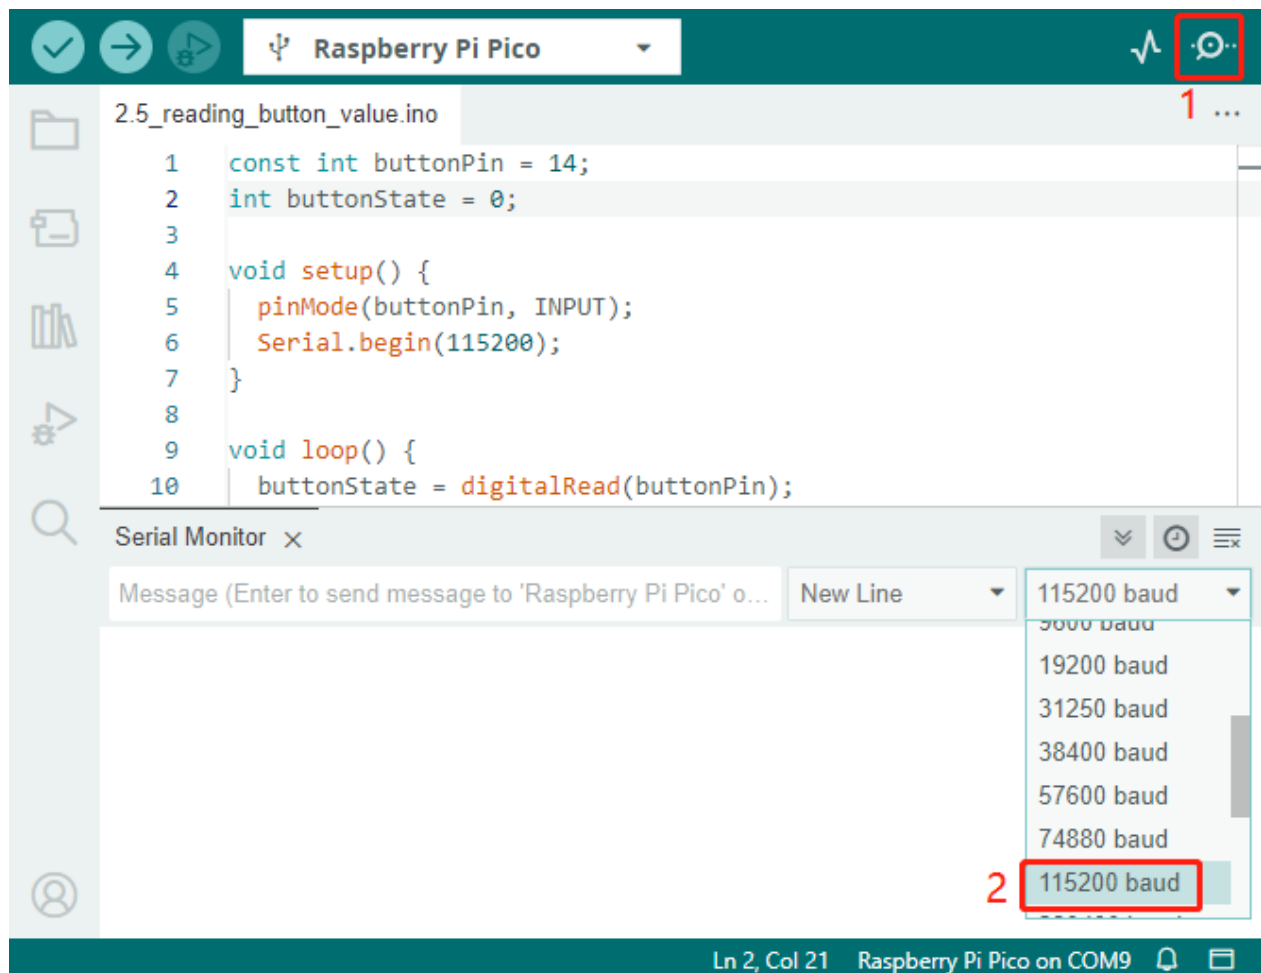 Raspberry Pi Pico
1
2.5_reading_button_value.ino
1 const int buttonPin = 14;
2 int buttonState = 0;
3
4 void setup() {
5 pinMode(buttonPin, INPUT);
6 Serial.begin(115200);
7 }
8
9 void loop() {
10 buttonState = digitalRead(buttonPin);
Serial Monitor
Message (Enter to send message to 'Raspberry Pi Pico' o...
New Line
115200 baud
9600 baud
19200 baud
31250 baud
38400 baud
57600 baud
74880 baud
2 115200 baud
Ln 2, Col 21 Raspberry Pi Pico on COM9